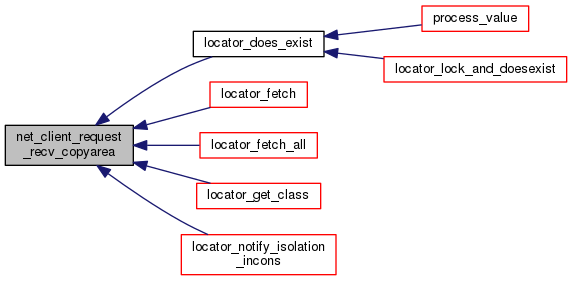 process_value
locator_does_exist
locator_lock_and_doesexist
locator_fetch
net_client_request
_recv_copyarea
locator_fetch_all
locator_get_class
locator_notify_isolation
_incons